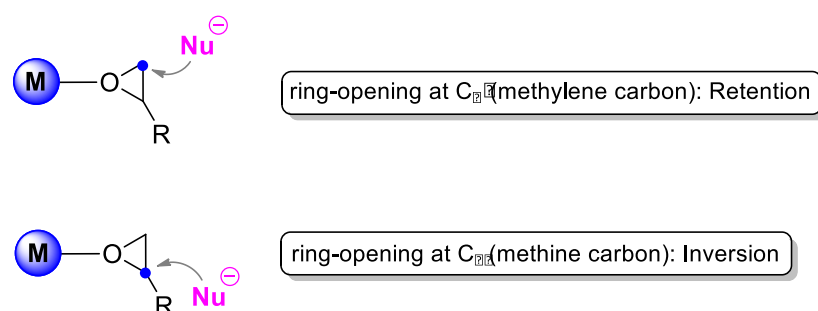 Nu⊖
M O
R
ring-opening at C (methylene carbon): Retention
M O
R Nu⊖
ring-opening at C (methine carbon): Inversion